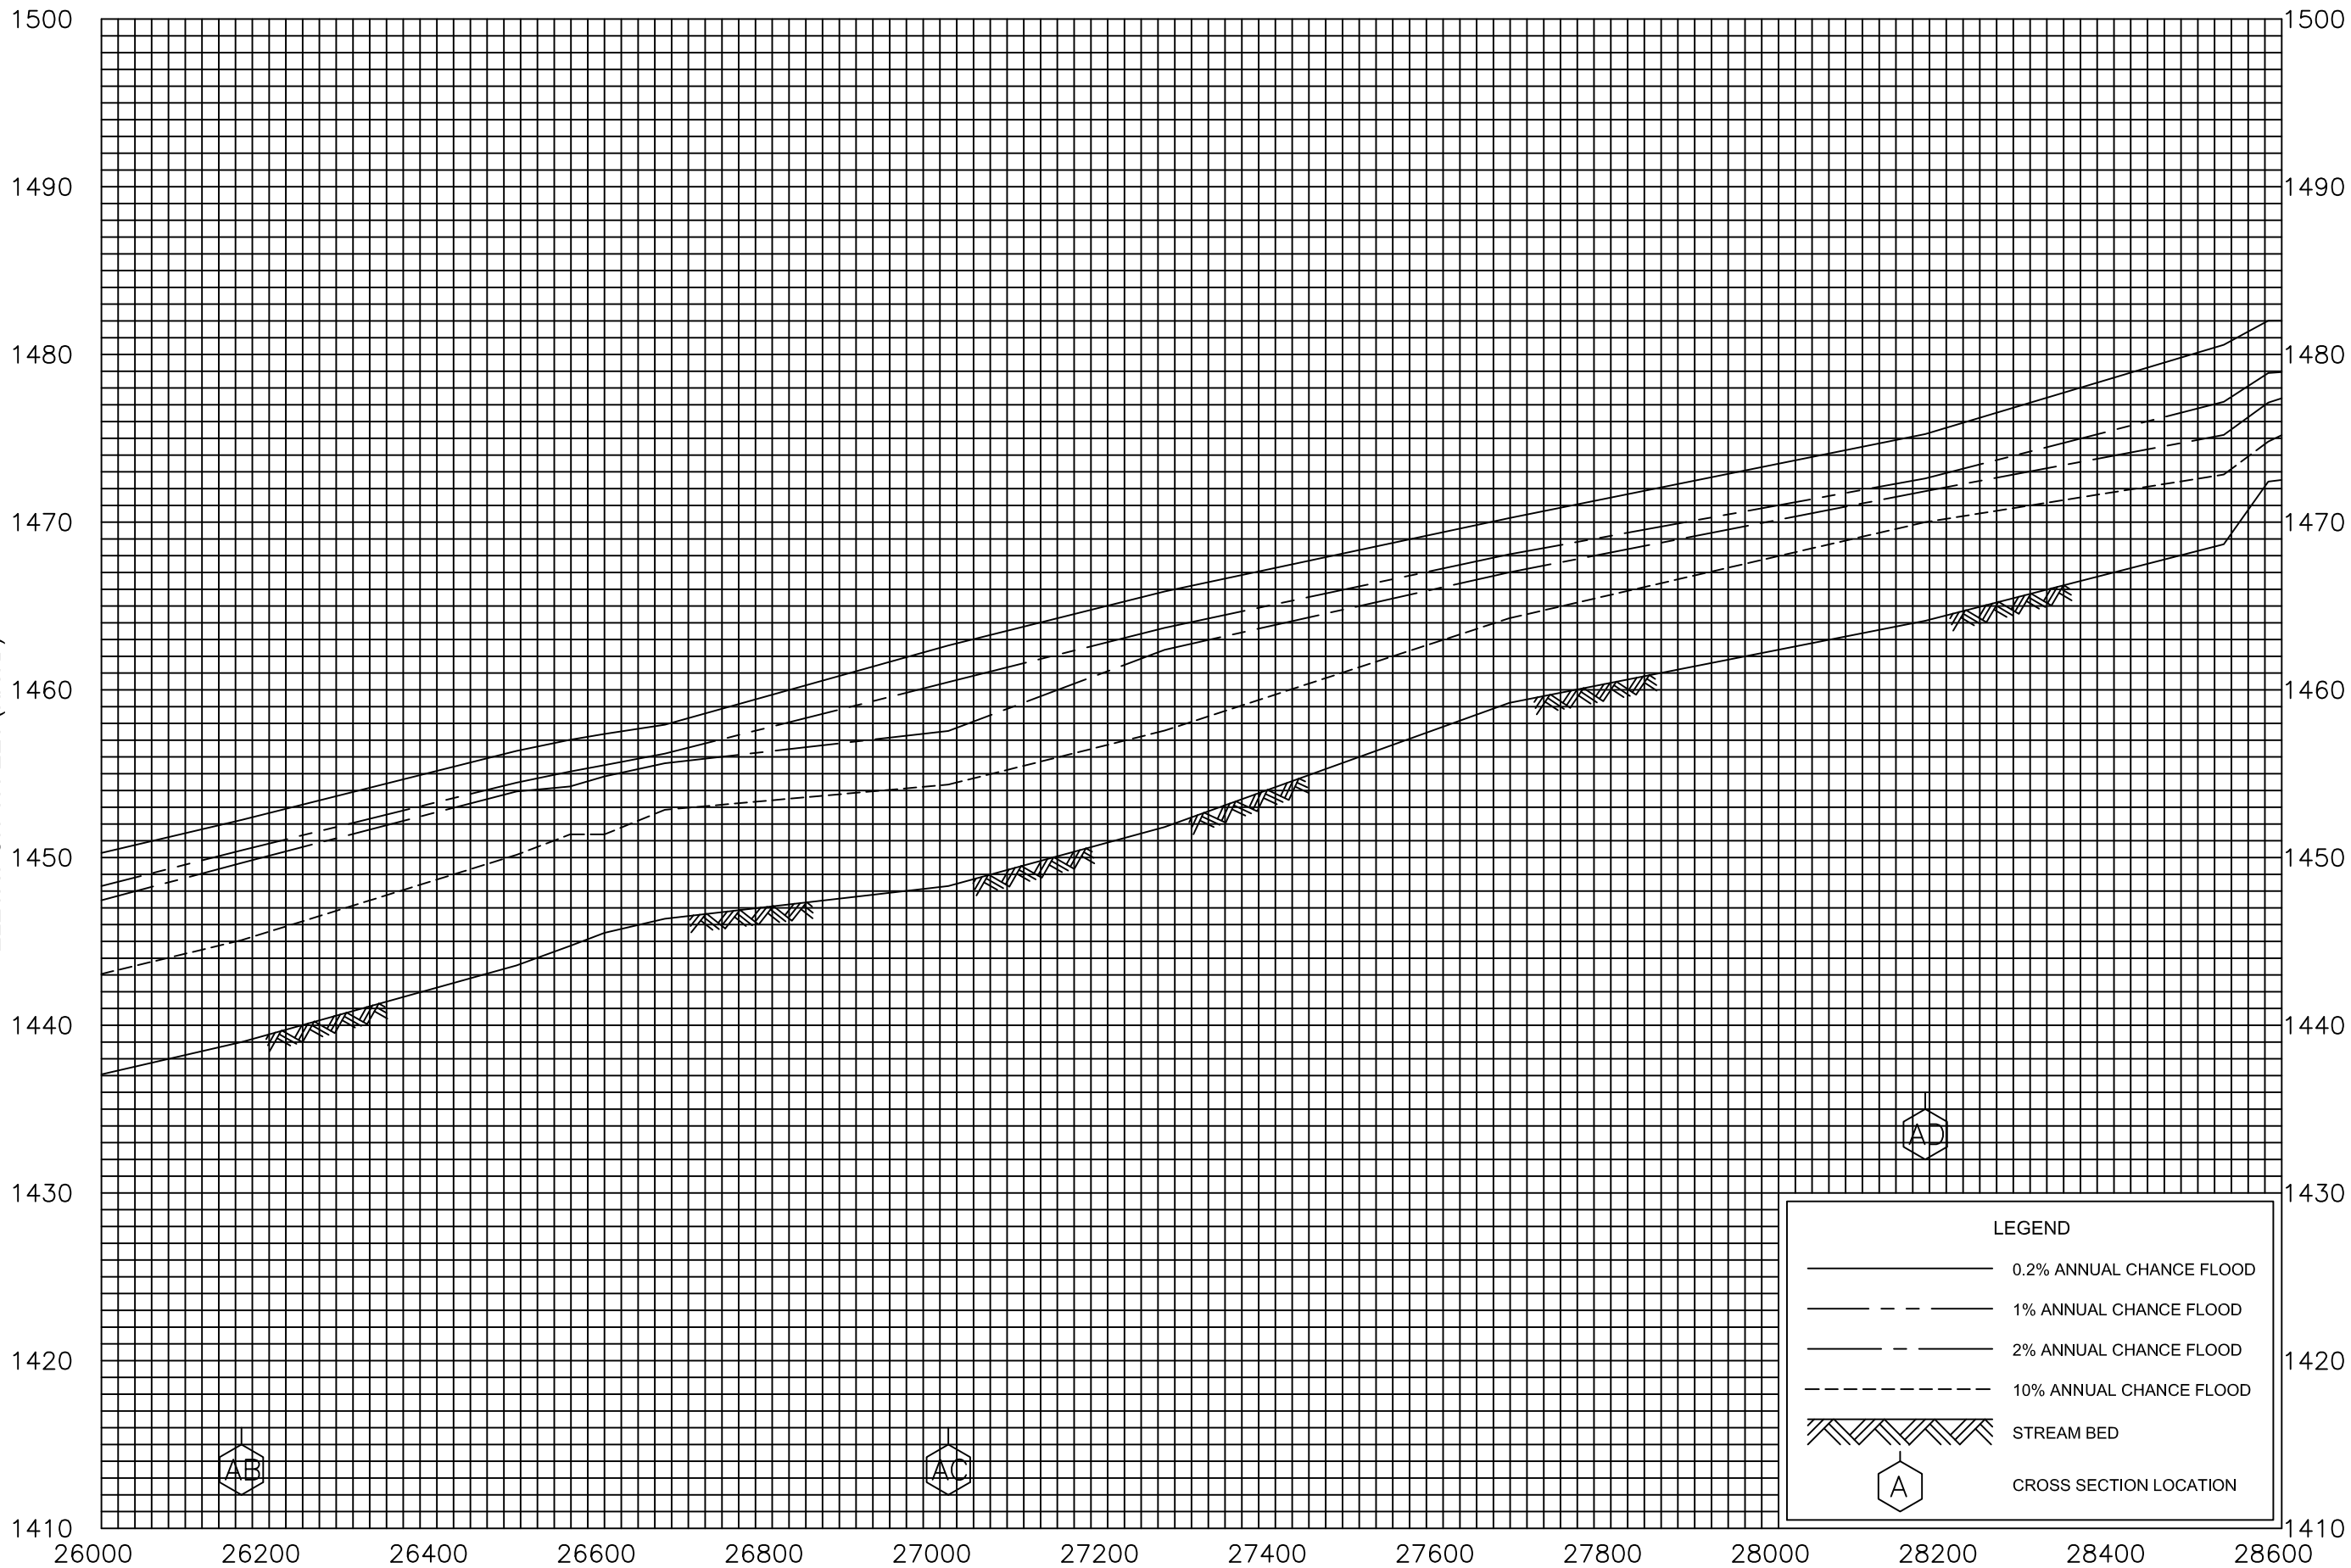 1500
1500
1490
1490
1480
1480
1470
1470
1460
1460
1450
1450
1440
1440
AD
1430
1430
LEGEND
0.2% ANNUAL CHANCE FLOOD
1% ANNUAL CHANCE FLOOD
2% ANNUAL CHANCE FLOOD
1420
1420
10% ANNUAL CHANCE FLOOD
STREAM BED
AB
AC
A
CROSS SECTION LOCATION
1410
1410
26000 26200 26400 26600 26800 27000 27200 27400 27600 27800 28000 28200 28400 28600